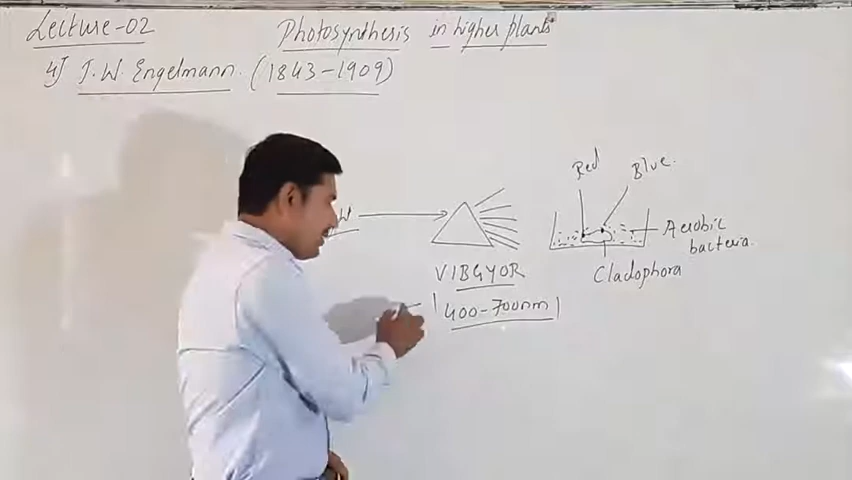 Lecture-02
Photosynthesis in higher plants
4] T.W. Engelmann. (1843-1909)
Red
Blue.
Aerobic
bacteria.
Cladophora
VIBGYOR
400-700nm